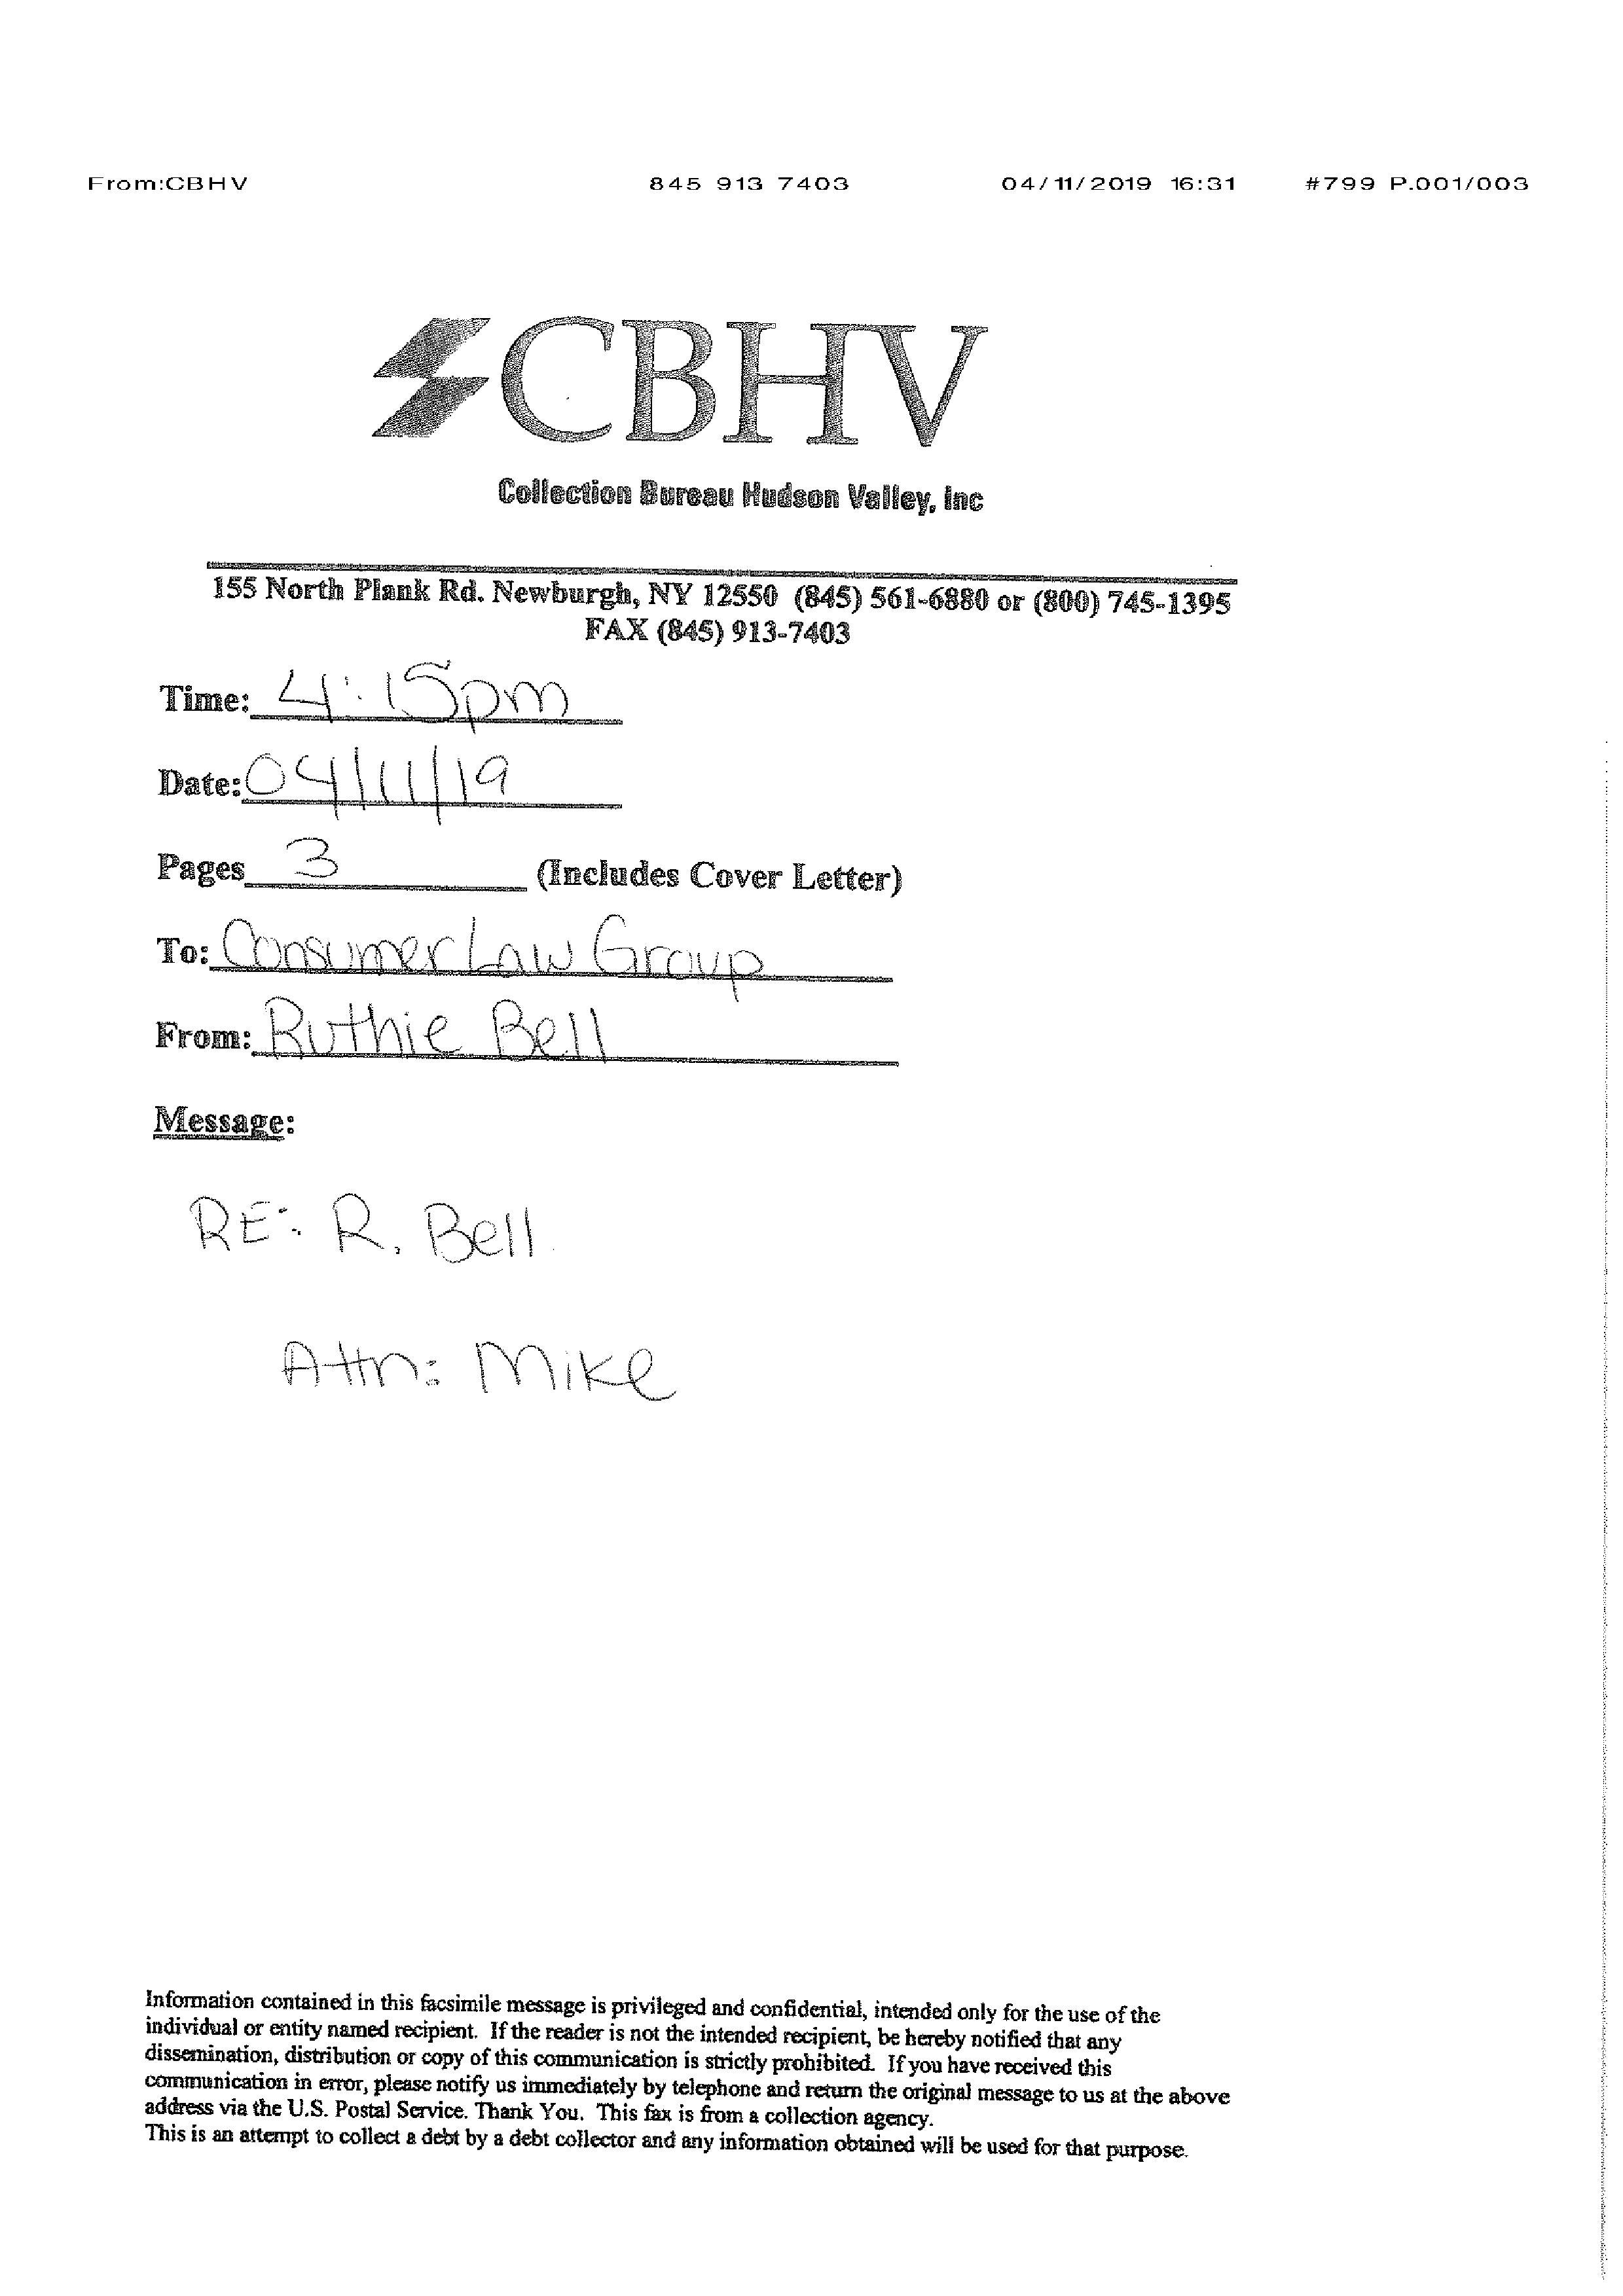 From:CBHV 845 913 7403 04/11/2019 16:31 #799 P.001/003
CBHV
Collection Bureau Hudson Valley, Inc
155 North Plank Rd. Newburgh, NY 12550 (845) 561-6880 or (800) 745-1395
FAX (845) 913-7403
Time: 4:15pm
Date: 04/11/19
Pages 3 (Includes Cover Letter)
To: Consumer Law Group
From: Ruthie Bell
Message:
RE: R. Bell
Attn: Mike
Information contained in this facsimile message is privileged and confidential, intended only for the use of the
individual or entity named recipient. If the reader is not the intended recipient, be hereby notified that any
dissemination, distribution or copy of this communication is strictly prohibited. If you have received this
communication in error, please notify us immediately by telephone and return the original message to us at the above
address via the U.S. Postal Service. Thank You. This fax is from a collection agency.
This is an attempt to collect a debt by a debt collector and any information obtained will be used for that purpose.